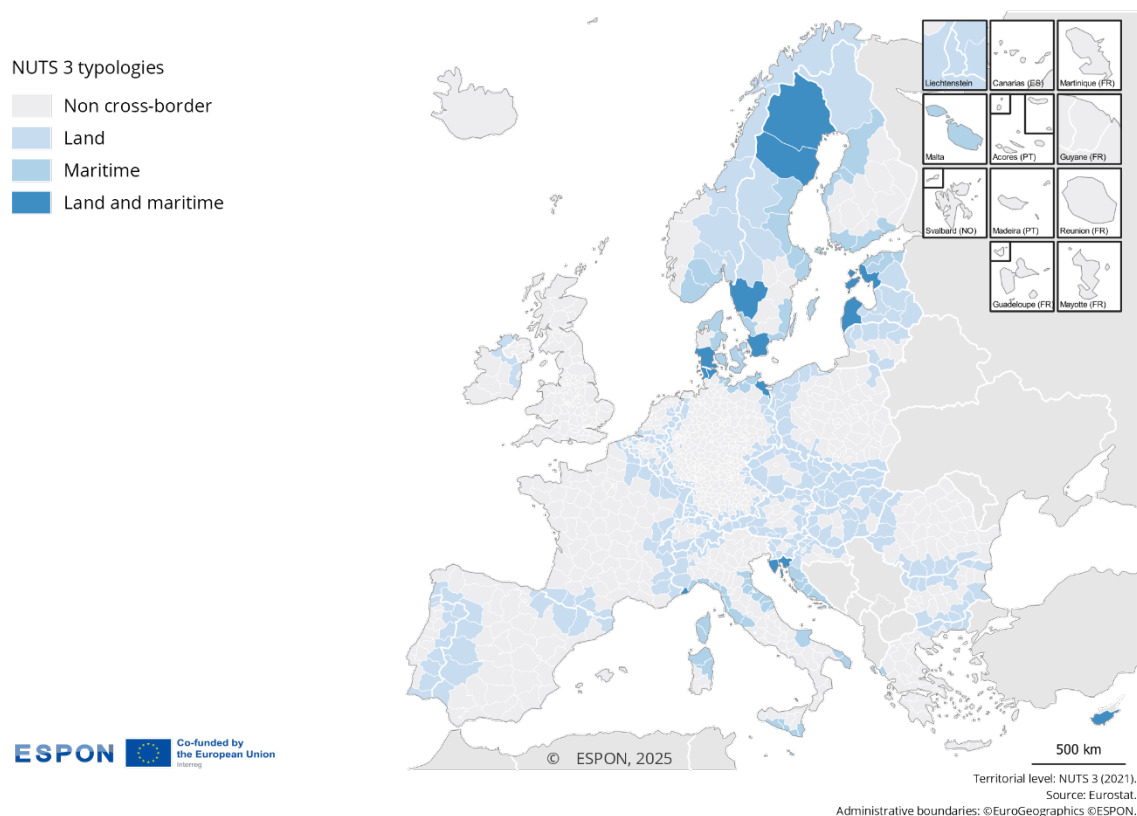 NUTS 3 typologies
Non cross-border
Land
Maritime
Land and maritime
Liechtenstein
Canarias (ES)
Martinique (FR)
Malta
Acores (PT)
Guyane (FR)
Svalbard (NO)
Madeira (PT)
Reunion (FR)
Guadeloupe (FR)
Mayotte (FR)
ESPON
Co-funded by
the European Union
Interreg
© ESPON, 2025
500 km
Territorial level: NUTS 3 (2021).
Source: Eurostat.
Administrative boundaries: ©EuroGeographics ©ESPON.